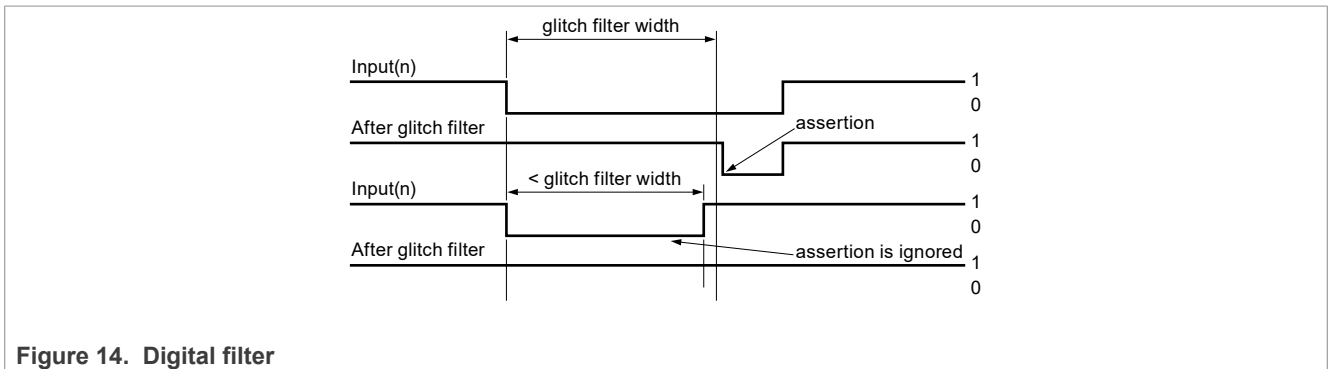 glitch filter width
Input(n)
1
0
After glitch filter
assertion
1
0
Input(n)
< glitch filter width
1
0
After glitch filter
assertion is ignored
1
0
Figure 14. Digital filter